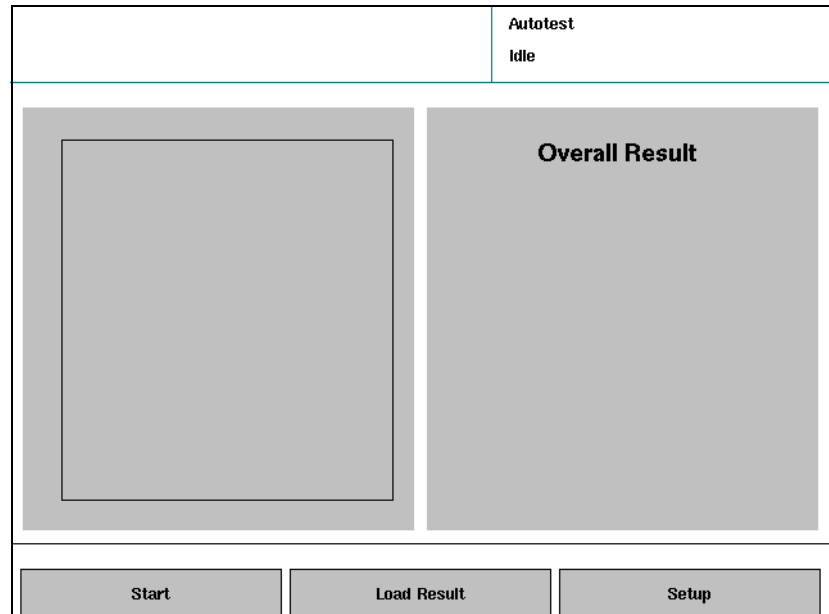 Autotest
Idle
Overall Result
Start
Load Result
Setup